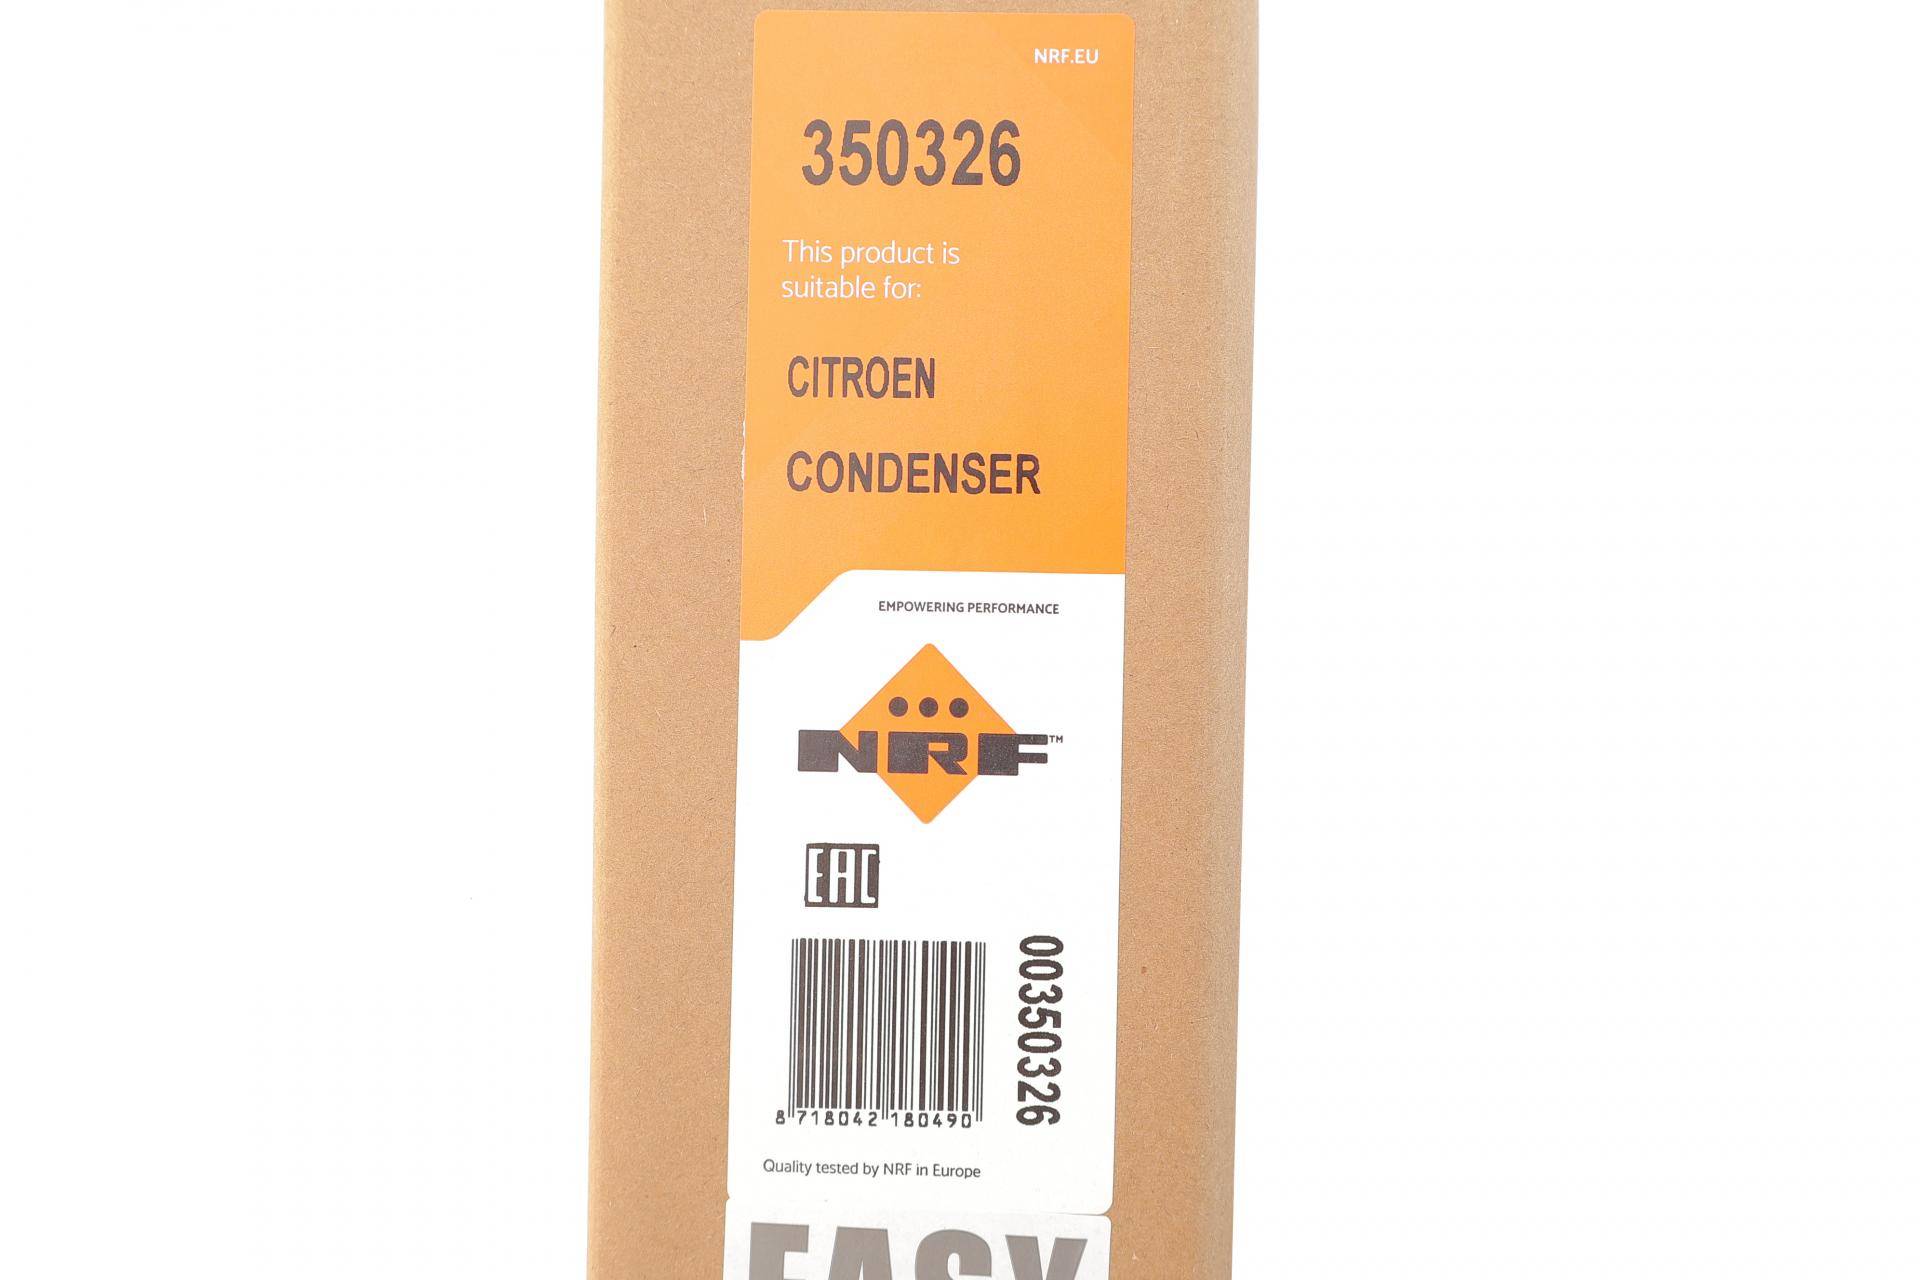 NRF.EU
350326
This product is
suitable for:
CITROEN
CONDENSER
EMPOWERING PERFORMANCE
NRF™
EAC
00350326
8 718042 180490
Quality tested by NRF in Europe
EASY